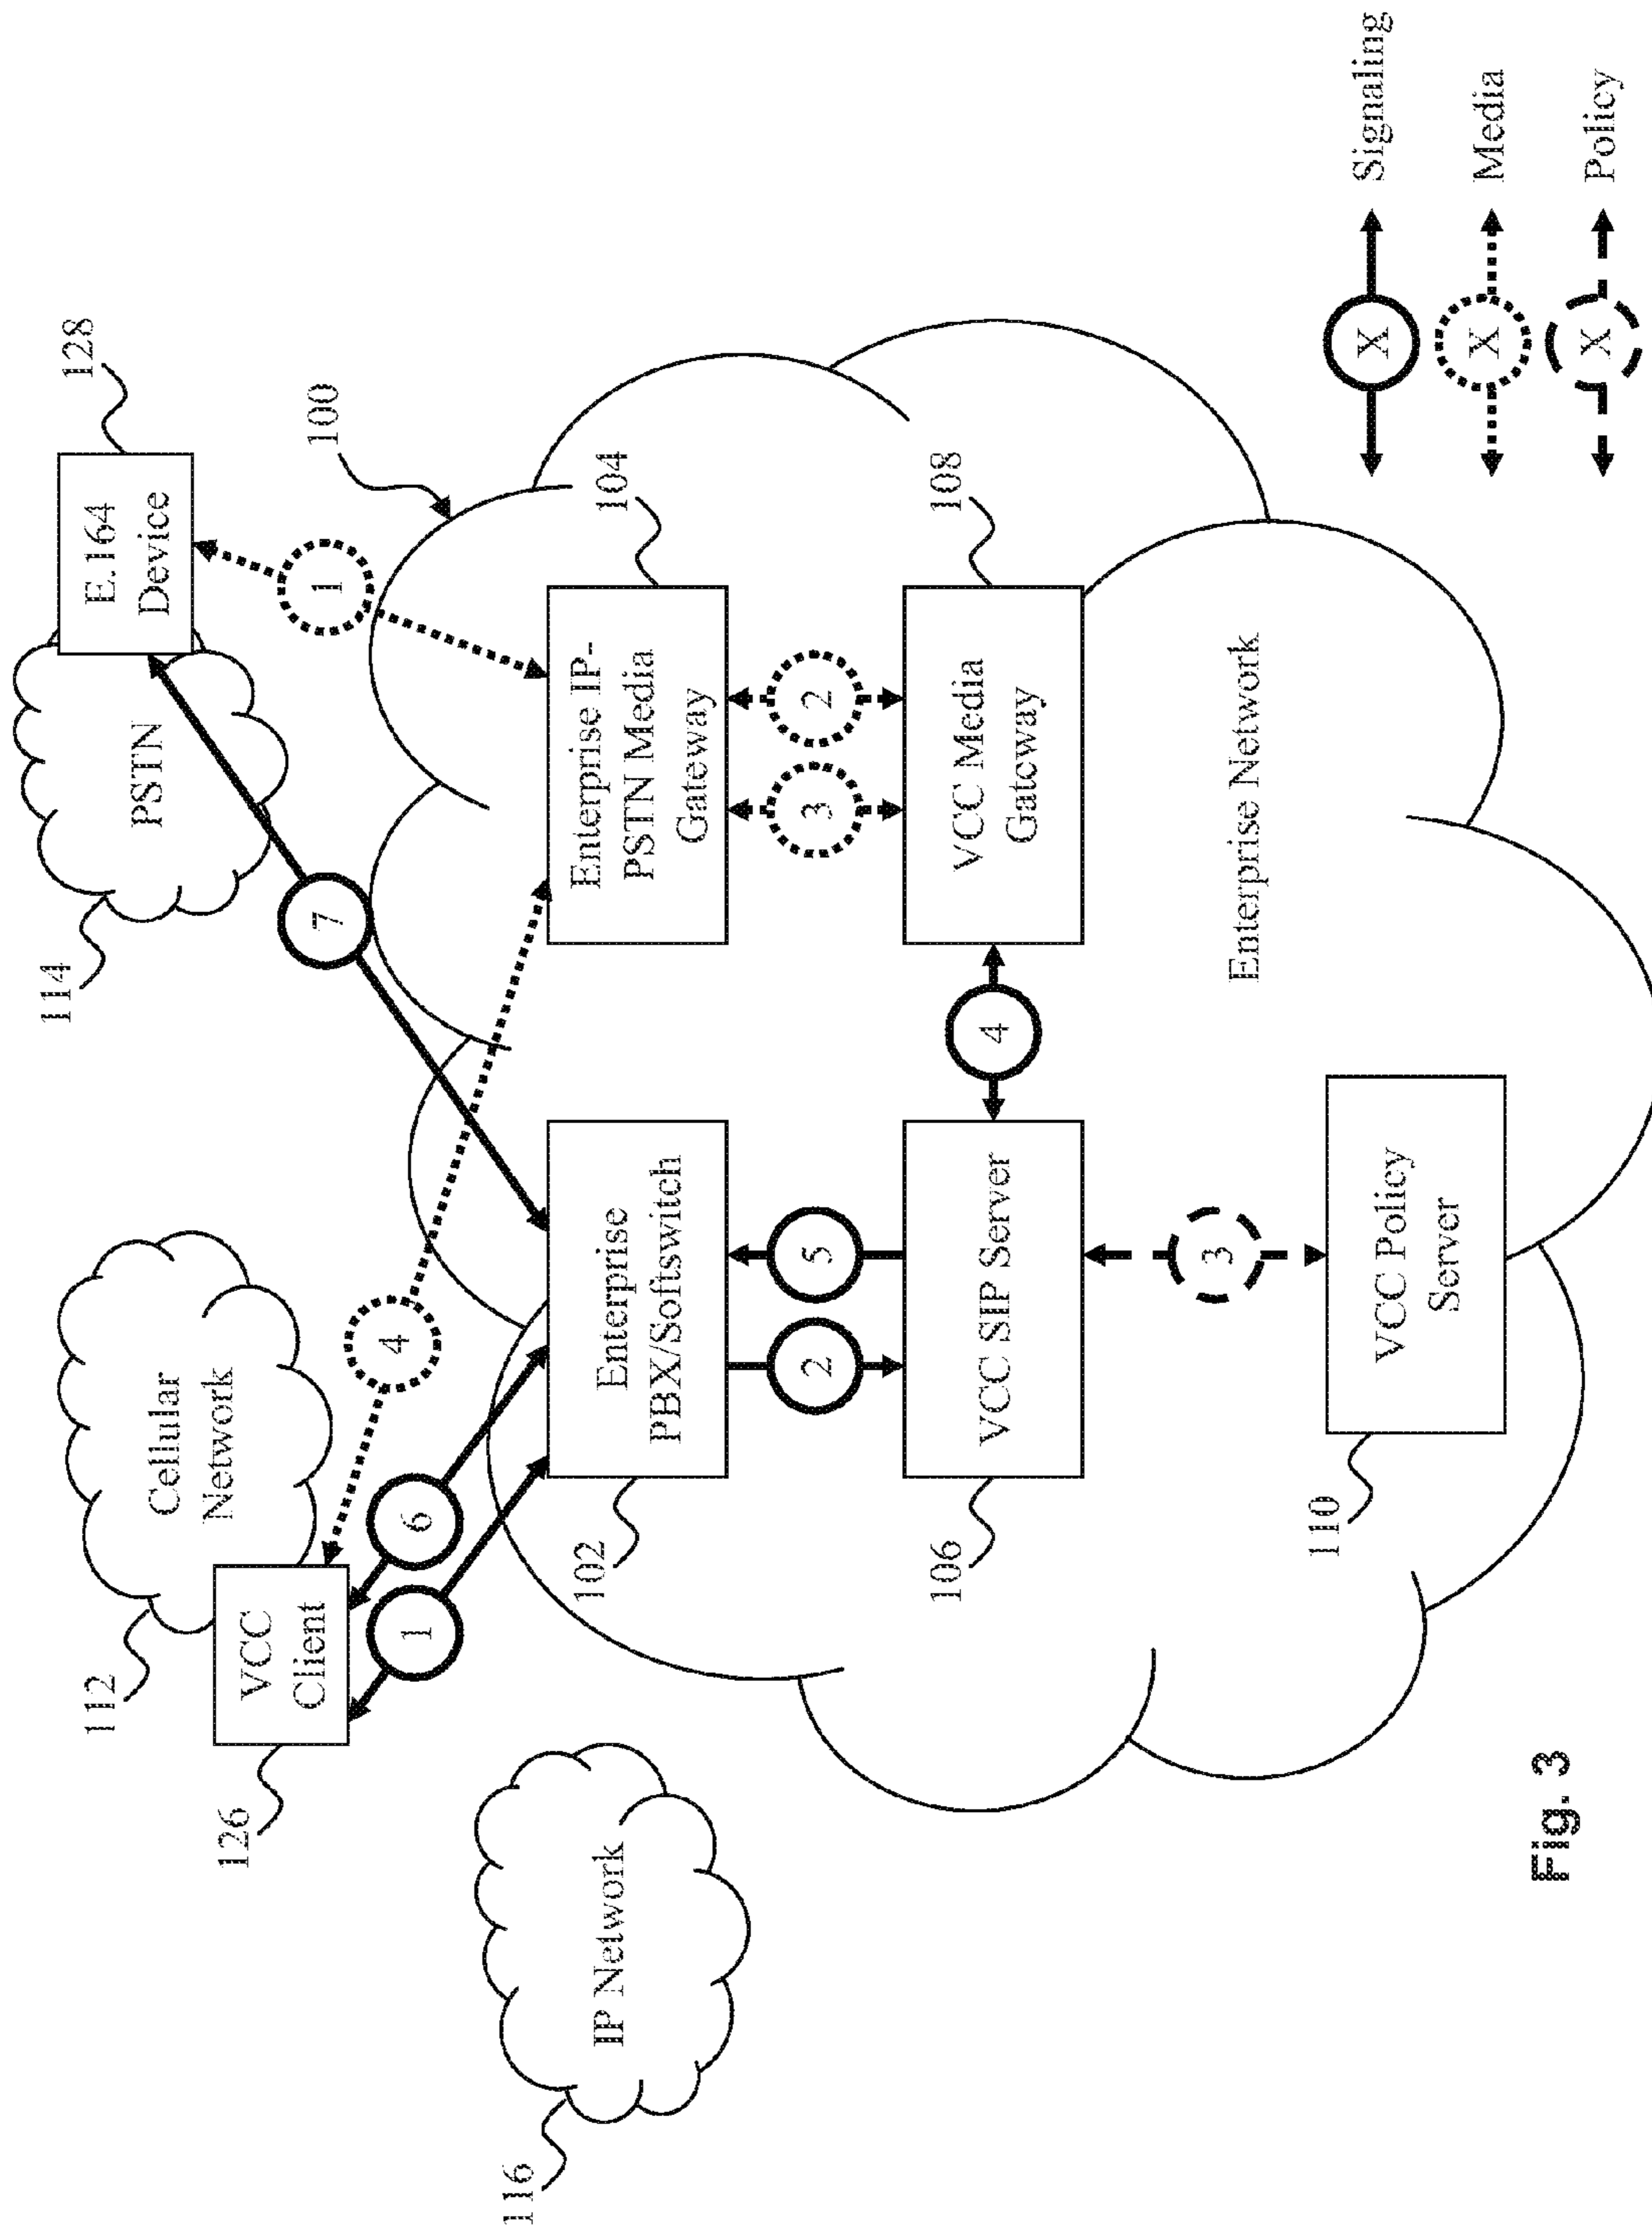 128
E.164
Device
PSTN
114
100
Cellular
Network
112
VCC
Client
126
1
7
4
6
1
Enterprise IP-
PSTN Media
Gateway
104
Enterprise
PBX/Softswitch
102
IP Network
116
2
3
5
2
VCC Media
Gateway
108
4
VCC SIP Server
106
3
Enterprise Network
VCC Policy
Server
110
X
Signaling
X
Media
X
Policy
Fig. 3